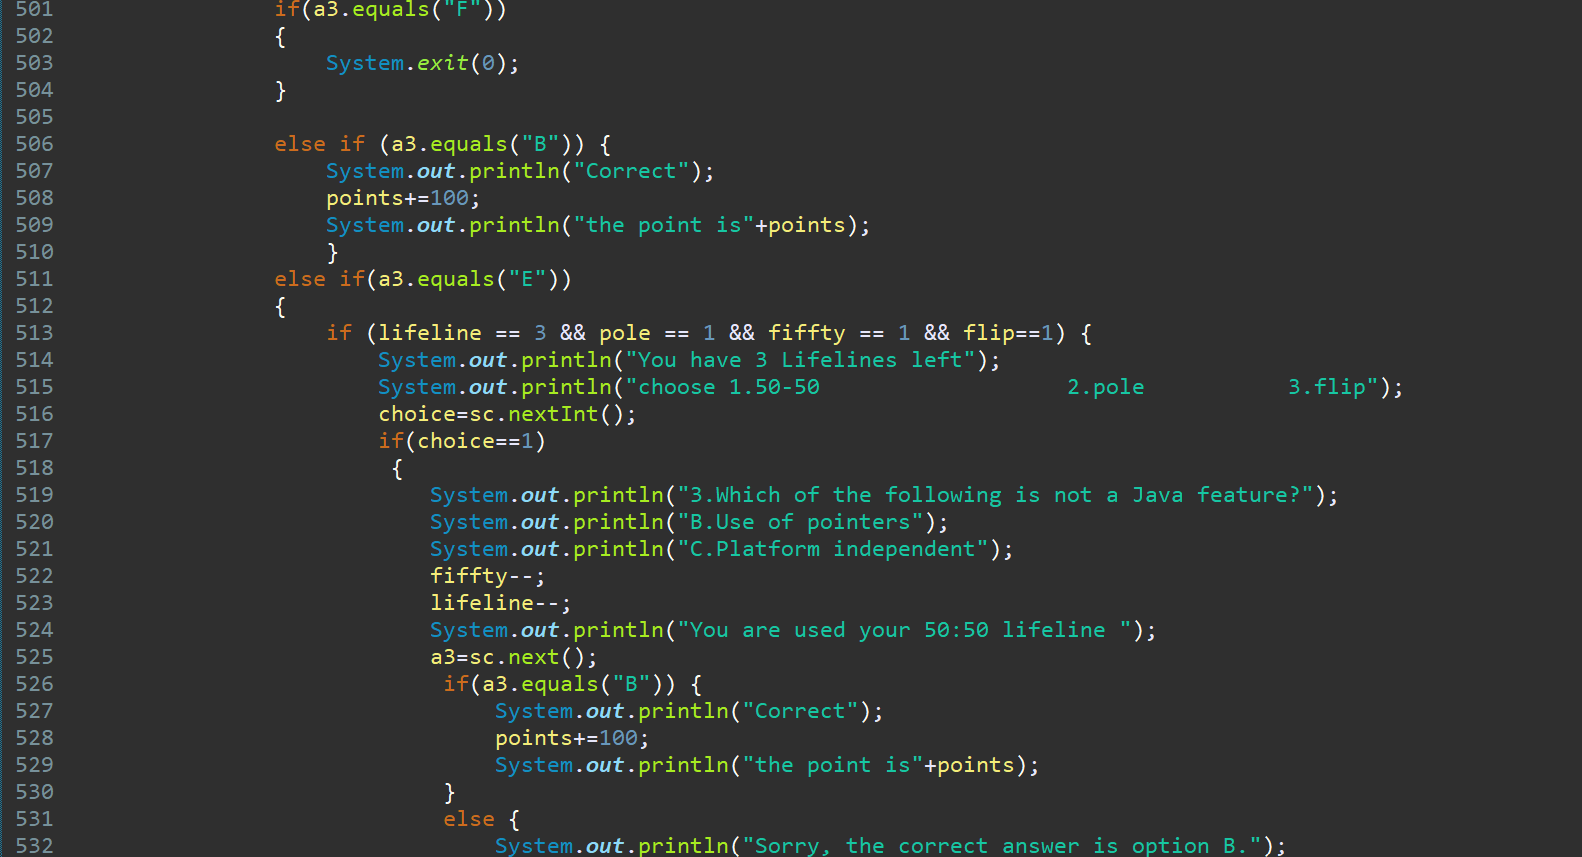 501 if(a3.equals("F"))
502 {
503 System.exit(0);
504 }
505
506 else if (a3.equals("B")) {
507 System.out.println("Correct");
508 points+=100;
509 System.out.println("the point is"+points);
510 }
511 else if(a3.equals("E"))
512 {
513 if (lifeline == 3 && pole == 1 && fiffty == 1 && flip==1) {
514 System.out.println("You have 3 Lifelines left");
515 System.out.println("choose 1.50-50                   2.pole           3.flip");
516 choice=sc.nextInt();
517 if(choice==1)
518 {
519 System.out.println("3.Which of the following is not a Java feature?");
520 System.out.println("B.Use of pointers");
521 System.out.println("C.Platform independent");
522 fiffty--;
523 lifeline--;
524 System.out.println("You are used your 50:50 lifeline ");
525 a3=sc.next();
526 if(a3.equals("B")) {
527 System.out.println("Correct");
528 points+=100;
529 System.out.println("the point is"+points);
530 }
531 else {
532 System.out.println("Sorry, the correct answer is option B.");